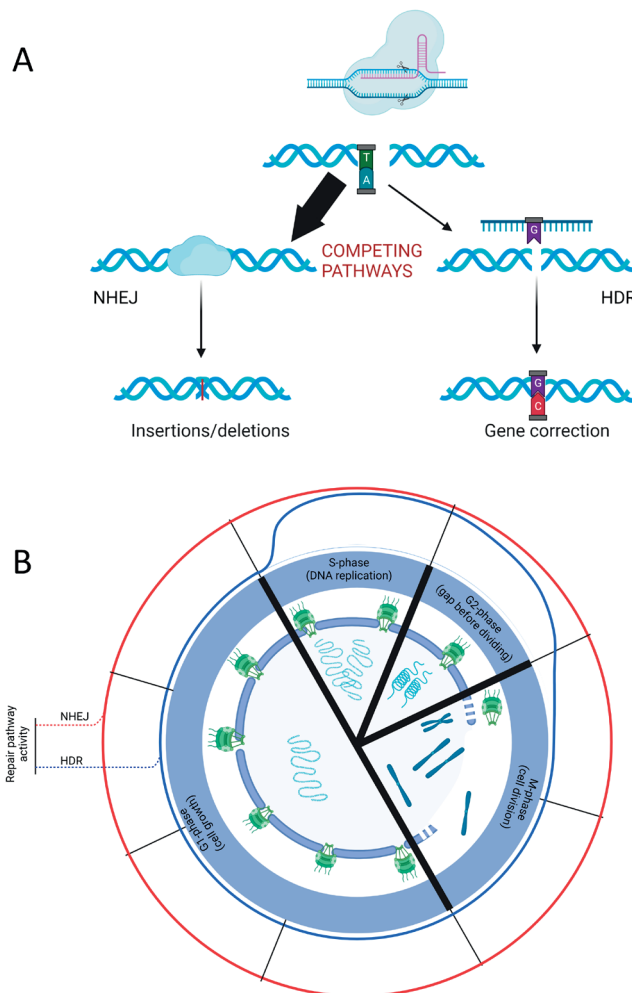 A
T
A
G
COMPETING
PATHWAYS
NHEJ
HDR
G
C
Insertions/deletions
Gene correction
B
S-phase
(DNA replication)
G2-phase
(gap before dividing)
NHEJ
HDR
Repair pathway
activity
M-phase
(cell division)
G1-phase
(cell growth)